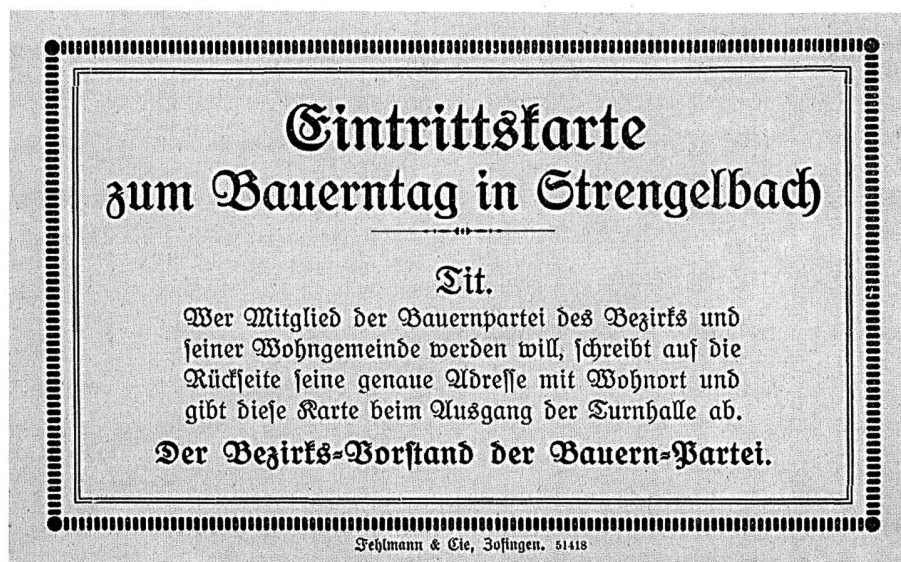 Eintrittskarte
zum Bauerntag in Strengelbach
Tit.
Wer Mitglied der Bauernpartei des Bezirks und
seiner Wohngemeinde werden will, schreibt auf die
Rückseite seine genaue Adresse mit Wohnort und
gibt diese Karte beim Ausgang der Turnhalle ab.
Der Bezirks-Vorstand der Bauern-Partei.
Fehlmann & Cie, Zofingen. 51418